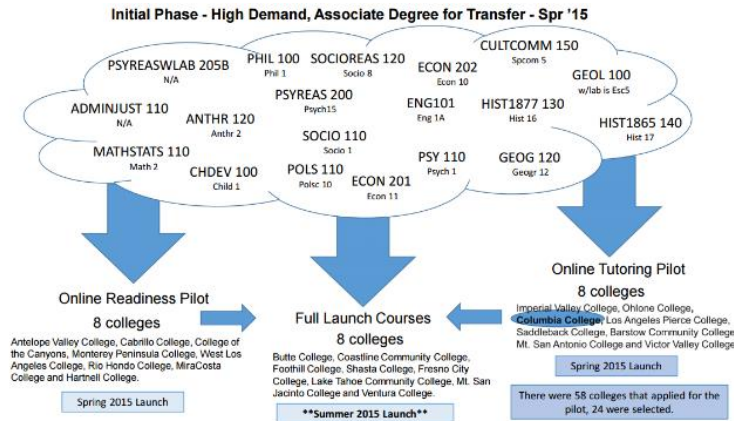 Initial Phase - High Demand, Associate Degree for Transfer - Spr '15
PSYREASWLAB 205B
N/A
PHIL 100
Phil 1
SOCIOREAS 120
Socio 8
CULTCOMM 150
Spcom 5
ECON 202
Econ 10
GEOL 100
w/lab is Esc5
ADMINJUST 110
N/A
ANTHR 120
Anthr 2
PSYREAS 200
Psych15
ENG101
Eng 1A
HIST1877 130
Hist 16
HIST1865 140
Hist 17
SOCIO 110
Socio 1
MATHSTATS 110
Math 2
CHDEV 100
Child 1
POLS 110
Polsc 10
ECON 201
Econ 11
PSY 110
Psych 1
GEOG 120
Geogr 12
Online Readiness Pilot
8 colleges
Antelope Valley College, Cabrillo College, College of
the Canyons, Monterey Peninsula College, West Los
Angeles College, Rio Hondo College, MiraCosta
College and Hartnell College.
Spring 2015 Launch
Full Launch Courses
8 colleges
Butte College, Coastline Community College,
Foothill College, Shasta College, Fresno City
College, Lake Tahoe Community College, Mt. San
Jacinto College and Ventura College.
**Summer 2015 Launch**
Online Tutoring Pilot
8 colleges
Imperial Valley College, Ohlone College,
Columbia College, Los Angeles Pierce College,
Saddleback College, Barstow Community College
Mt. San Antonio College and Victor Valley College
Spring 2015 Launch
There were 58 colleges that applied for the
pilot, 24 were selected.